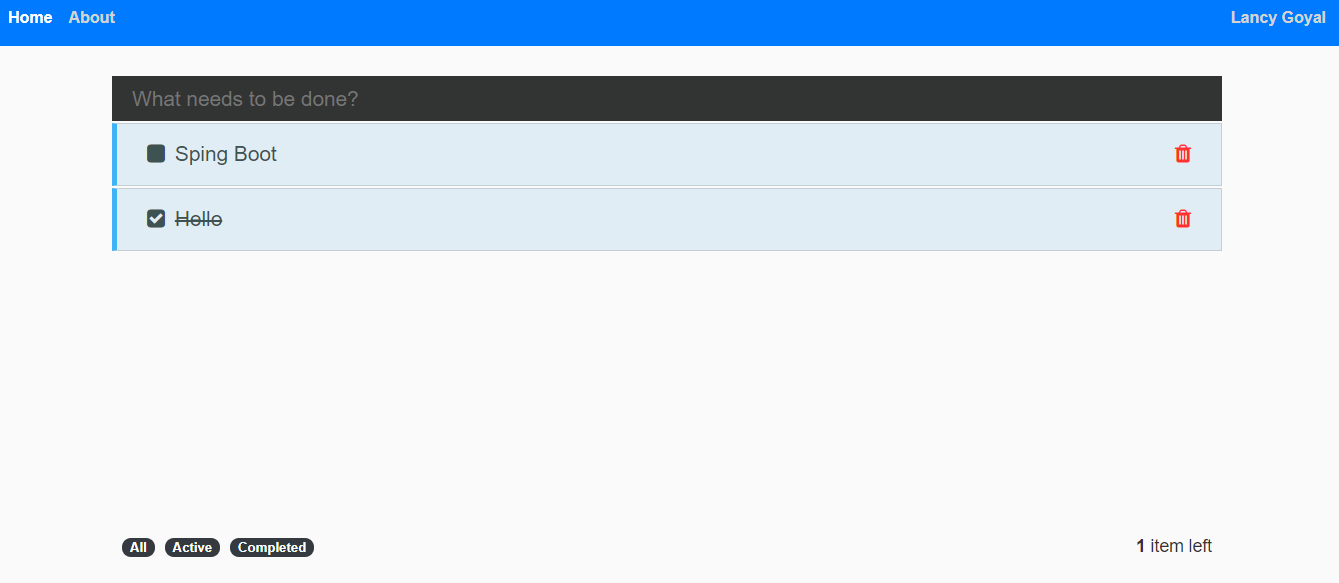 Home About Lancy Goyal
What needs to be done?
Sping Boot
Hello
All Active Completed 1 item left